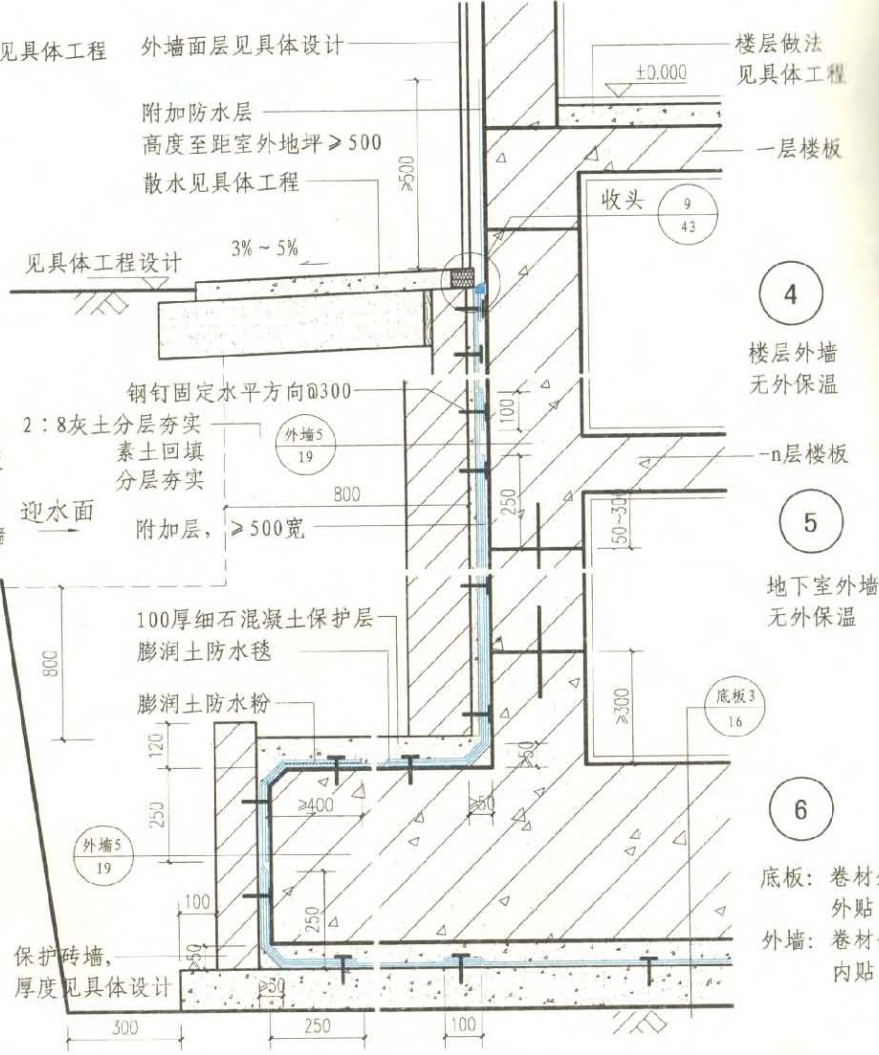 见具体工程
外墙面层见具体设计
楼层做法
见具体工程
±0.000
附加防水层
高度至距室外地坪≥500
≥500
一层楼板
散水见具体工程
收头
9
43
3%~5%
见具体工程设计
4
楼层外墙
无外保温
钢钉固定水平方向@300
100
2:8灰土分层夯实
素土回填
分层夯实
外墙5
19
-n层楼板
250
800
迎水面
附加层，≥500宽
5
地下室外墙
无外保温
100厚细石混凝土保护层
膨润土防水毯
800
膨润土防水粉
≥300
底板3
16
120
≥50
250
≥400
≥50
6
外墙5
19
底板：卷材
外贴
外墙：卷材
内贴
100
250
≥50
保护砖墙，
厚度见具体设计
≥50
300
250
100